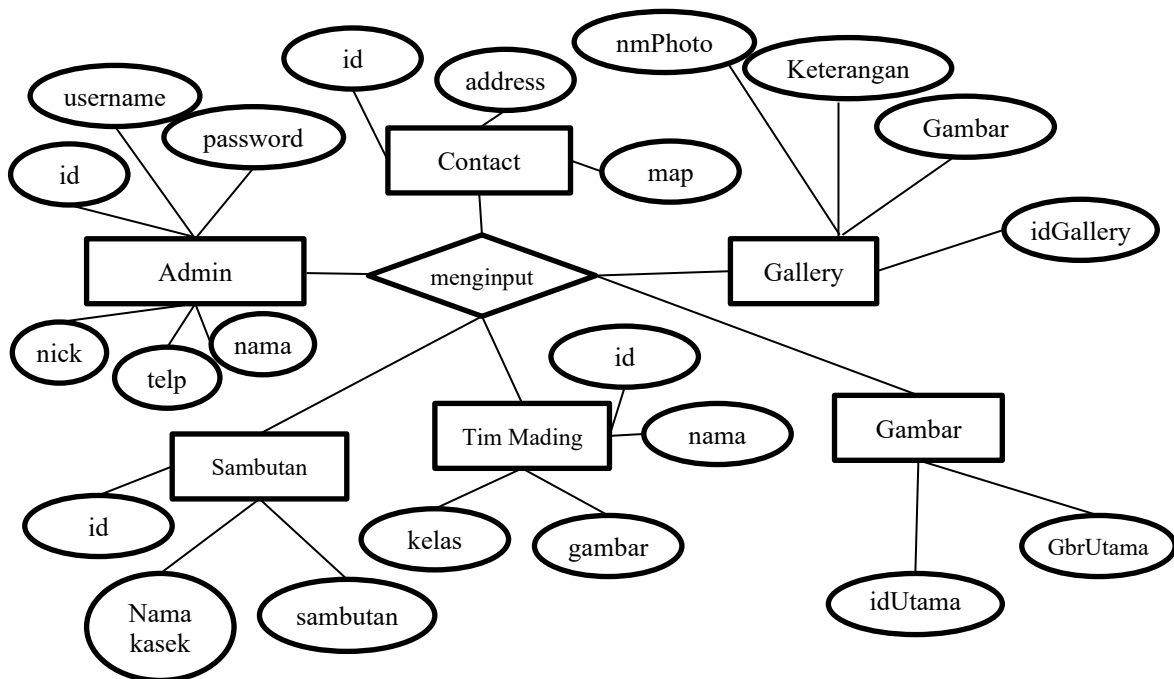 nmPhoto
Keterangan
id
address
username
password
Gambar
Contact
id
map
idGallery
Admin
menginput
Gallery
nick
telp
nama
id
Tim Mading
nama
Gambar
Sambutan
id
kelas
gambar
GbrUtama
idUtama
Nama
kasek
sambutan